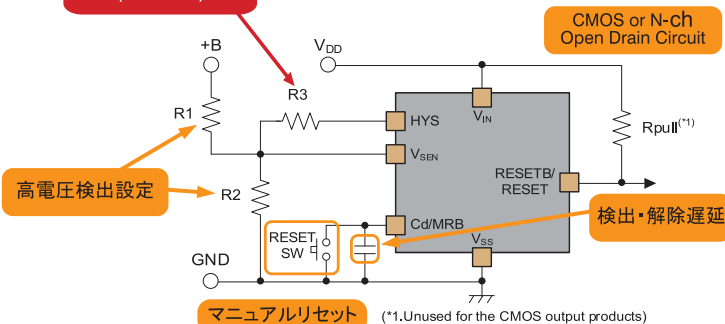 CMOS or N-ch
Open Drain Circuit
+B
VDD
R3
R1
HYS
VIN
Rpull(*1)
VSEN
RESETB/
RESET
高電圧検出設定
R2
Cd/MRB
検出・解除遅延
RESET
SW
VSS
GND
マニュアルリセット
(*1.Unused for the CMOS output products)